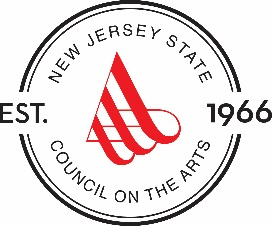 NEW JERSEY STATE
EST. 1966
COUNCIL ON THE ARTS